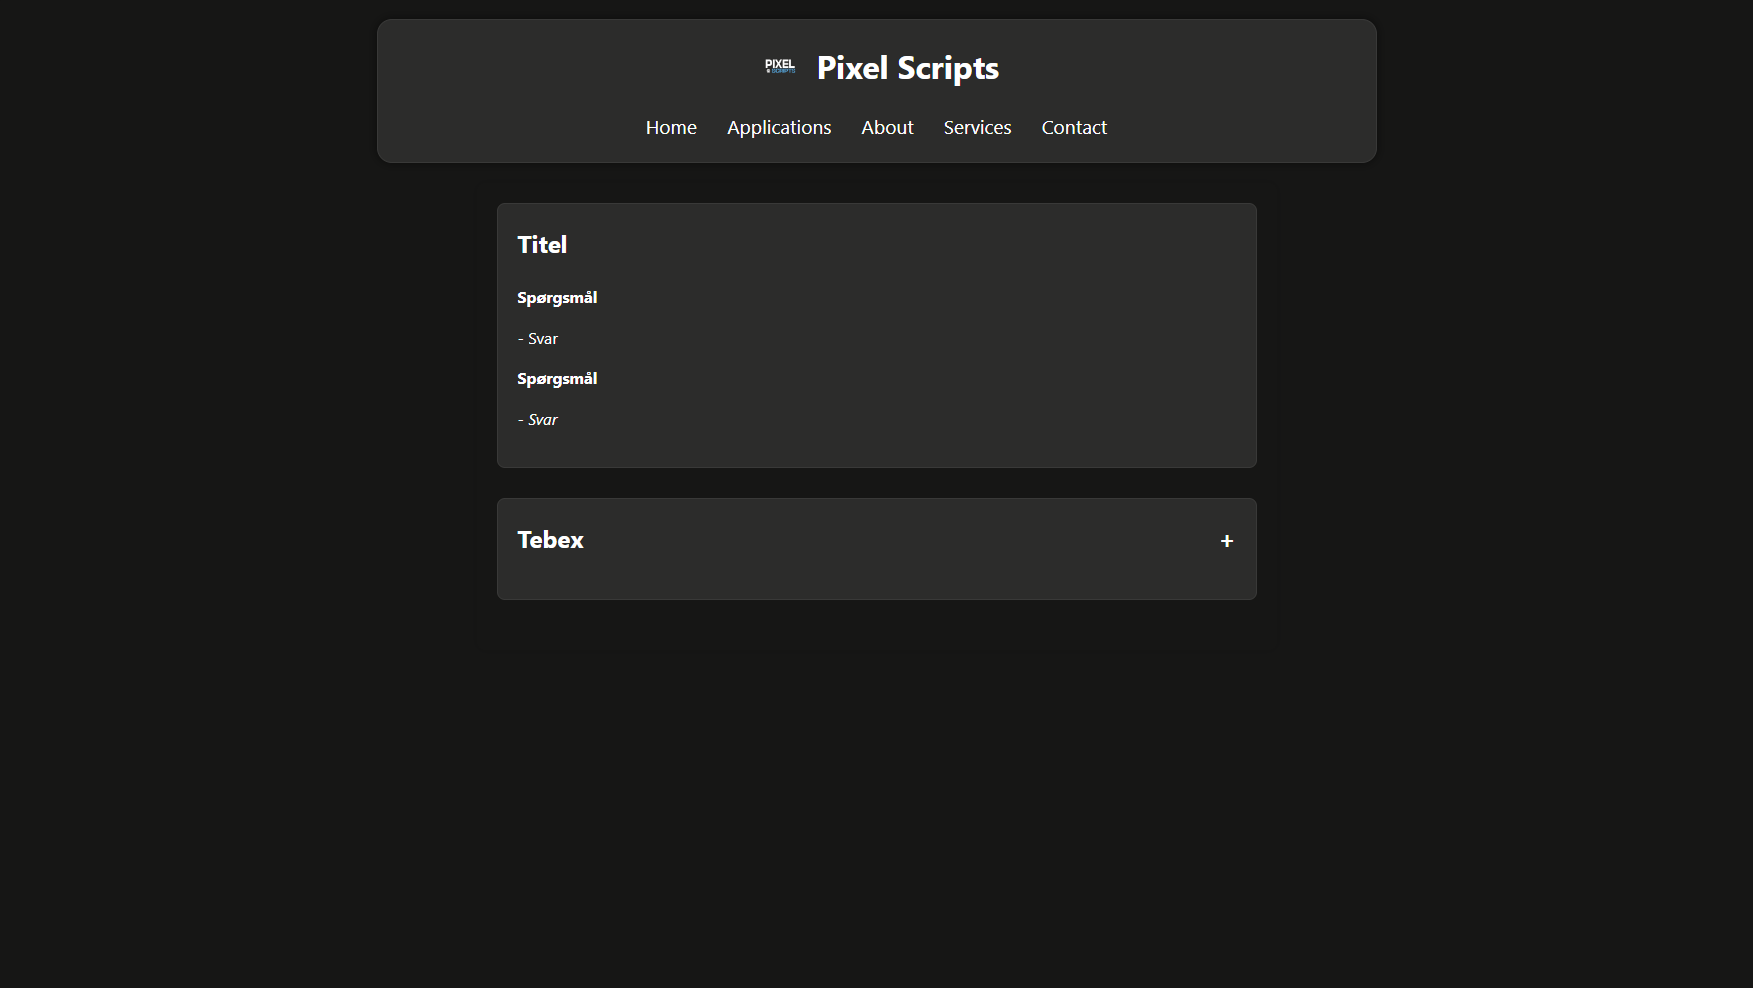 PIXEL
SCRIPTS
Pixel Scripts
Home Applications About Services Contact
Titel
Spørgsmål
- Svar
Spørgsmål
- Svar
Tebex +